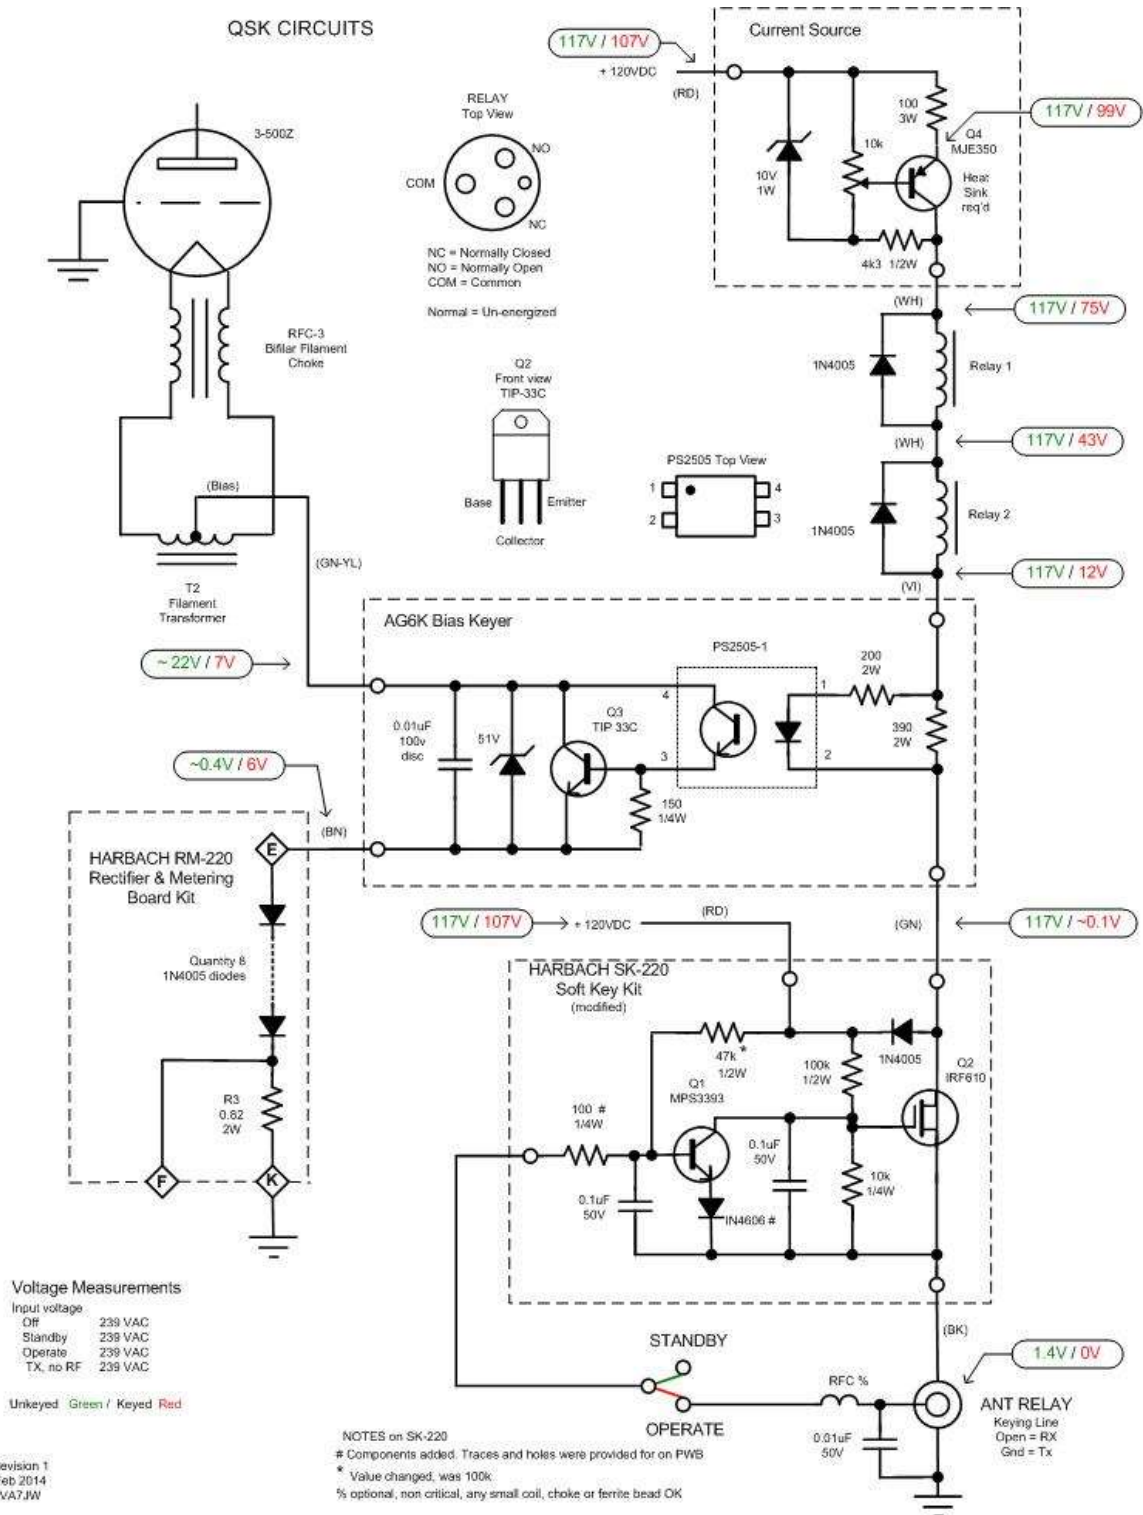 QSK CIRCUITS
3-500Z
RFC-3
Bifilar Filament
Choke
(Bias)
(GN-YL)
T2
Filament
Transformer
RELAY
Top View
NO
COM
NC
NC = Normally Closed
NO = Normally Open
COM = Common
Normal = Un-energized
Q2
Front view
TIP-33C
Base
Emitter
Collector
PS2505 Top View
1
4
2
3
117V / 107V
+ 120VDC
(RD)
Current Source
100
3W
Q4
MJE350
10k
10V
1W
Heat
Sink
req'd
4k3 1/2W
117V / 99V
(WH)
117V / 75V
1N4005
Relay 1
(WH)
117V / 43V
1N4005
Relay 2
(VI)
117V / 12V
AG6K Bias Keyer
PS2505-1
200
2W
390
2W
4
1
3
2
Q3
TIP 33C
0.01uF
100v
disc
51V
150
1/4W
~ 22V / 7V
~0.4V / 6V
(BN)
HARBACH RM-220
Rectifier & Metering
Board Kit
E
Quantity 8
1N4005 diodes
R3
0.82
2W
F
K
117V / 107V
+ 120VDC
(RD)
(GN)
117V / ~0.1V
HARBACH SK-220
Soft Key Kit
(modified)
47k *
1/2W
100k
1/2W
1N4005
Q2
IRF610
Q1
MPS3393
100 #
1/4W
0.1uF
50V
0.1uF
50V
10k
1/4W
IN4606 #
(BK)
1.4V / 0V
STANDBY
OPERATE
RFC %
0.01uF
50V
ANT RELAY
Keying Line
Open = RX
Gnd = Tx
Voltage Measurements
Input voltage
Off 239 VAC
Standby 239 VAC
Operate 239 VAC
TX, no RF 239 VAC
Unkeyed Green / Keyed Red
NOTES on SK-220
# Components added. Traces and holes were provided for on PWB
* Value changed, was 100k
% optional, non critical, any small coil, choke or ferrite bead OK
evision 1
eb 2014
VA7JW